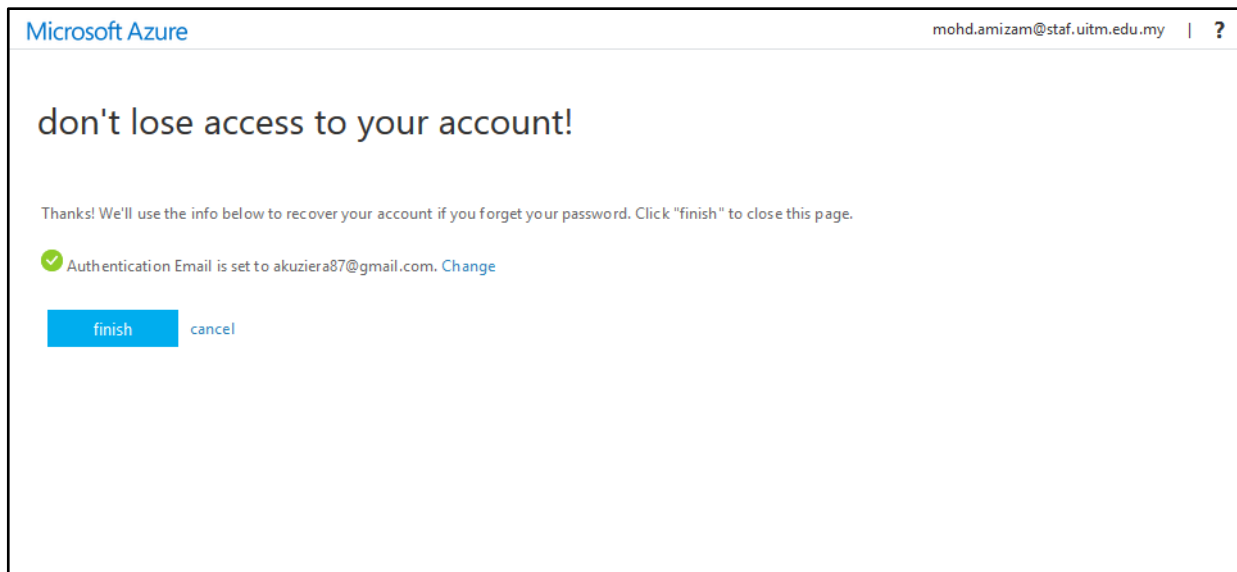 Microsoft Azure mohd.amizam@staf.uitm.edu.my | ?
don't lose access to your account!
Thanks! We'll use the info below to recover your account if you forget your password. Click "finish" to close this page.
Authentication Email is set to akuziera87@gmail.com. Change
finish cancel